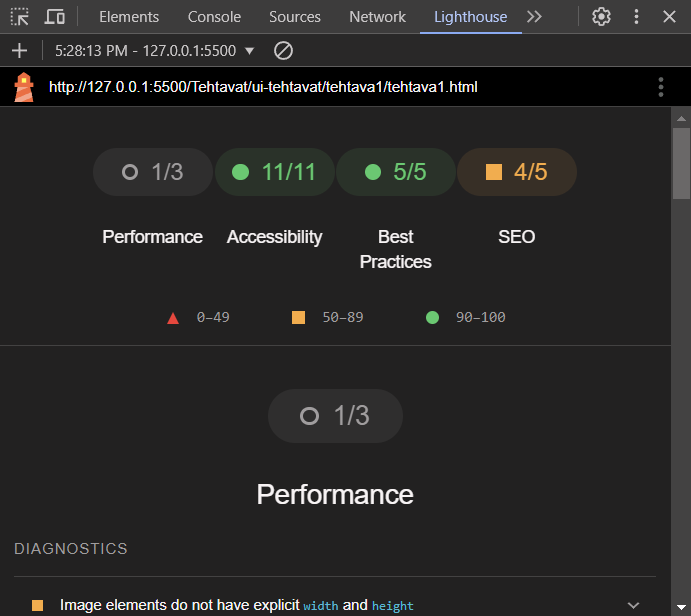 Elements Console Sources Network Lighthouse
5:28:13 PM - 127.0.0.1:5500
http://127.0.0.1:5500/Tehtavat/ui-tehtavat/tehtava1/tehtava1.html
1/3 11/11 5/5 4/5
Performance Accessibility Best Practices SEO
0–49 50–89 90–100
1/3
Performance
DIAGNOSTICS
Image elements do not have explicit width and height